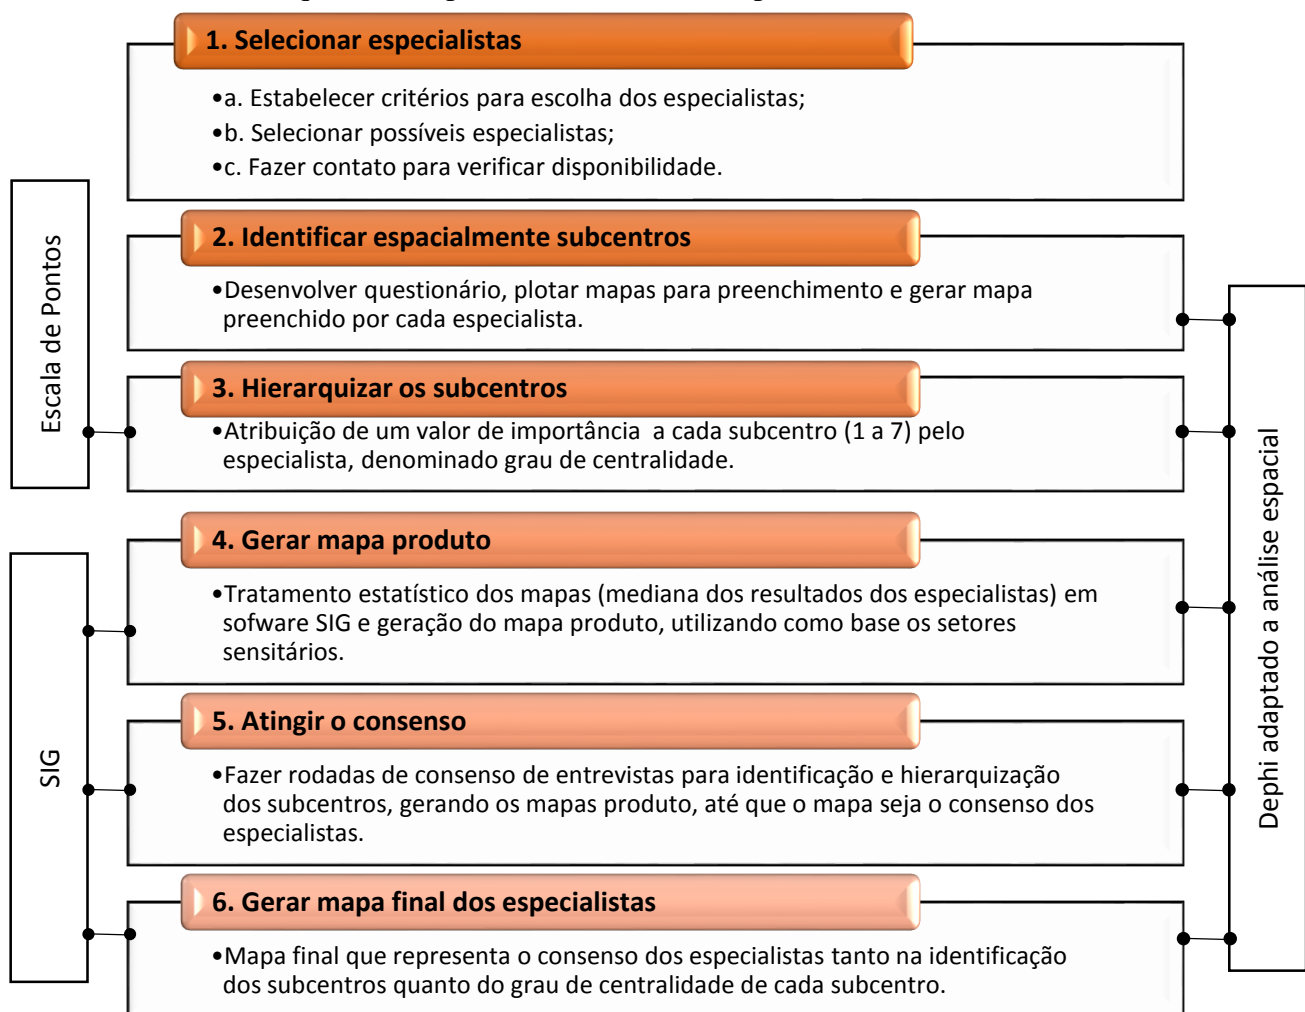 1. Selecionar especialistas
•a. Estabelecer critérios para escolha dos especialistas;
•b. Selecionar possíveis especialistas;
•c. Fazer contato para verificar disponibilidade.
Escala de Pontos
2. Identificar espacialmente subcentros
•Desenvolver questionário, plotar mapas para preenchimento e gerar mapa
preenchido por cada especialista.
3. Hierarquizar os subcentros
•Atribuição de um valor de importância a cada subcentro (1 a 7) pelo
especialista, denominado grau de centralidade.
Dephi adaptado a análise espacial
SIG
4. Gerar mapa produto
•Tratamento estatístico dos mapas (mediana dos resultados dos especialistas) em
sofware SIG e geração do mapa produto, utilizando como base os setores
sensitários.
5. Atingir o consenso
•Fazer rodadas de consenso de entrevistas para identificação e hierarquização
dos subcentros, gerando os mapas produto, até que o mapa seja o consenso dos
especialistas.
6. Gerar mapa final dos especialistas
•Mapa final que representa o consenso dos especialistas tanto na identificação
dos subcentros quanto do grau de centralidade de cada subcentro.